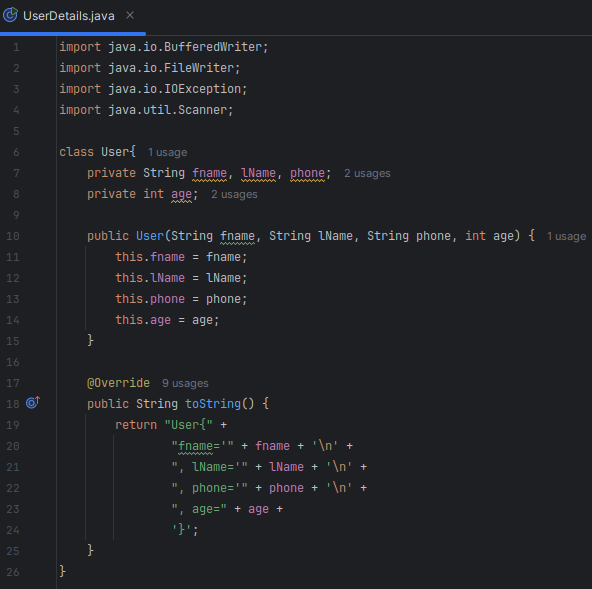 UserDetails.java ×
1 import java.io.BufferedWriter;
2 import java.io.FileWriter;
3 import java.io.IOException;
4 import java.util.Scanner;
5
6 class User{ 1 usage
7     private String fname, lName, phone; 2 usages
8     private int age; 2 usages
9
10     public User(String fname, String lName, String phone, int age) { 1 usage
11         this.fname = fname;
12         this.lName = lName;
13         this.phone = phone;
14         this.age = age;
15     }
16
17     @Override 9 usages
18     public String toString() {
19         return "User{" +
20                 "fname='" + fname + '\n' +
21                 ", lName='" + lName + '\n' +
22                 ", phone='" + phone + '\n' +
23                 ", age=" + age +
24                 '}';
25     }
26 }